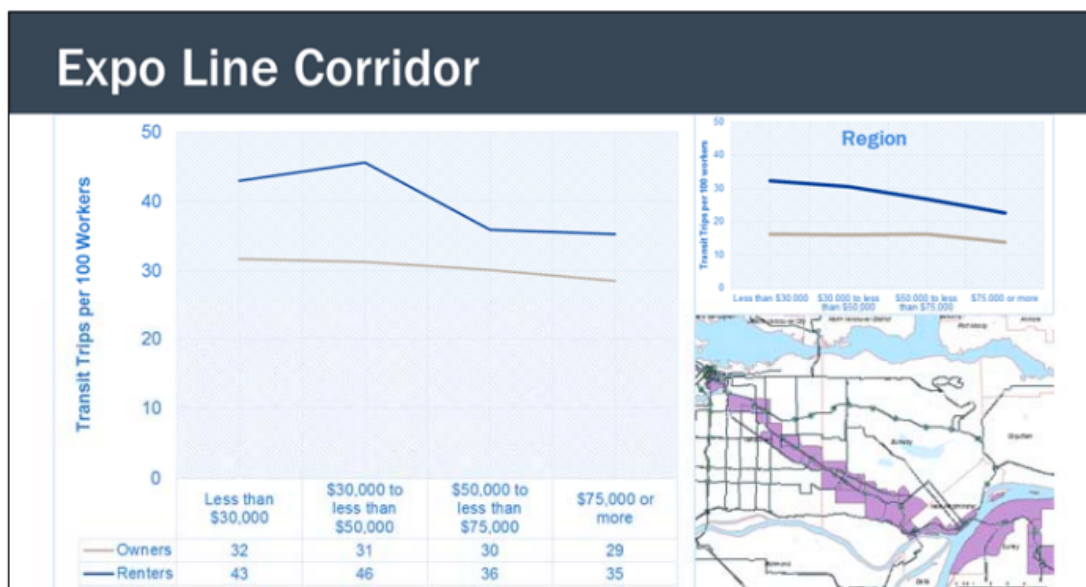 Expo Line Corridor
Transit Trips per 100 Workers
50
40
30
20
10
0
Less than
$30,000
$30,000 to
less than
$50,000
$50,000 to
less than
$75,000
$75,000 or
more
Owners 32 31 30 29
Renters 43 46 36 35
Region
Transit Trips per 100 workers
50
40
30
20
10
0
Less than $30,000
$30,000 to less
than $50,000
$50,000 to less
than $75,000
$75,000 or more
Burnaby
Richmond
Surrey
Delta